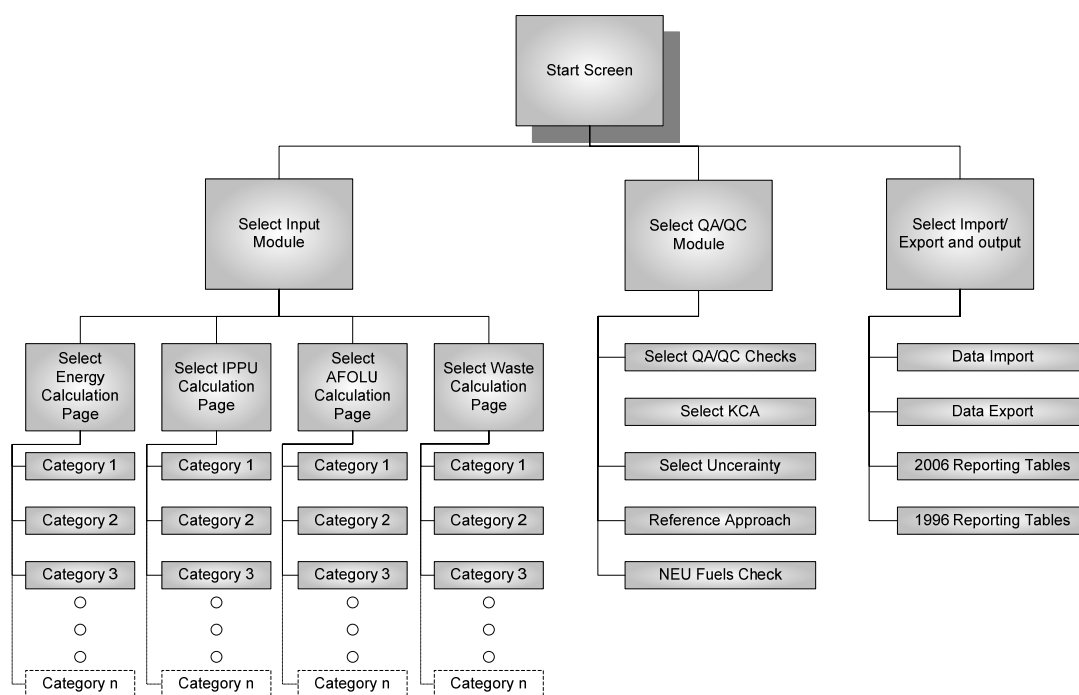 Start Screen
Select Input
Module
Select QA/QC
Module
Select Import/
Export and output
Select
Energy
Calculation
Page
Select IPPU
Calculation
Page
Select
AFOLU
Calculation
Page
Select Waste
Calculation
Page
Category 1
Category 2
Category 3
Category n
Category 1
Category 2
Category 3
Category n
Category 1
Category 2
Category 3
Category n
Category 1
Category 2
Category 3
Category n
Select QA/QC Checks
Select KCA
Select Uncerainty
Reference Approach
NEU Fuels Check
Data Import
Data Export
2006 Reporting Tables
1996 Reporting Tables